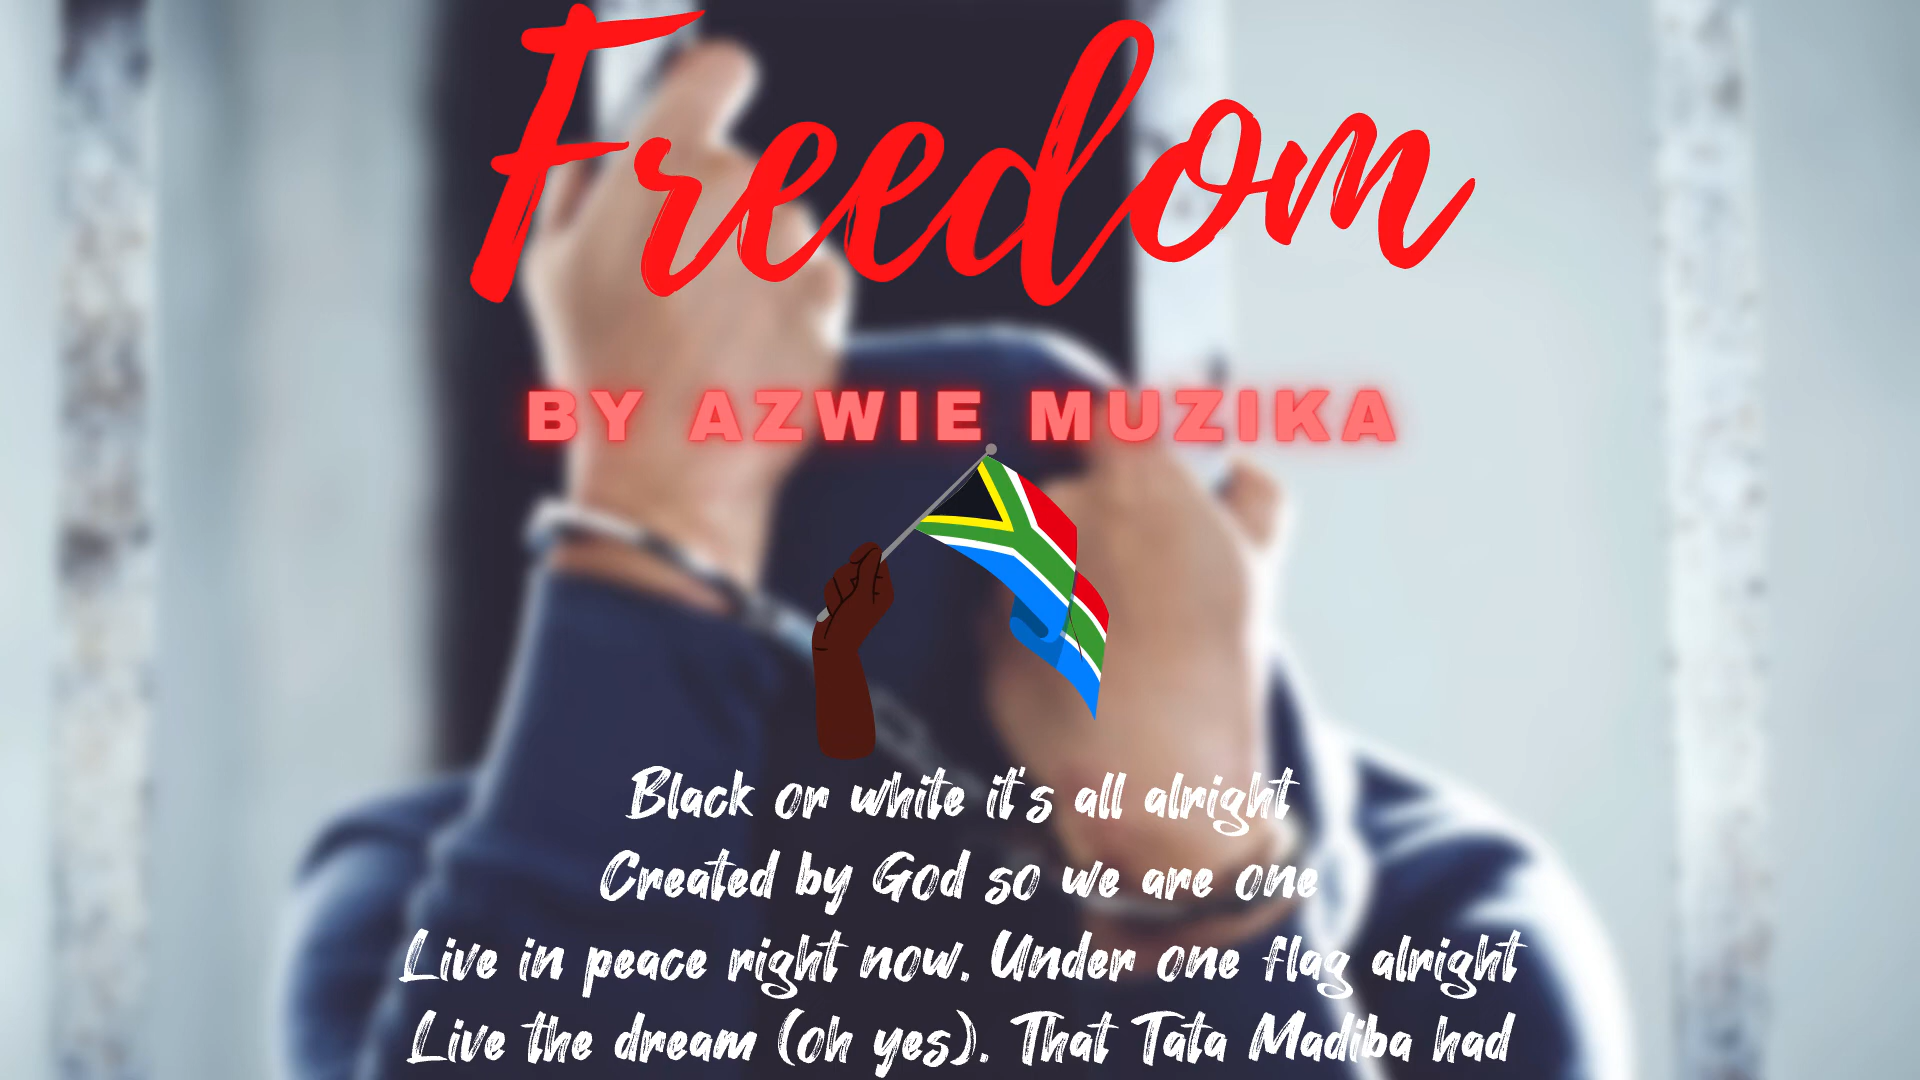 Freedom
BY AZWIE MUZIKA
Black or white it's all alright
Created by God so we are one
Live in peace right now. Under one flag alright
Live the dream (oh yes). That Tata Madiba had